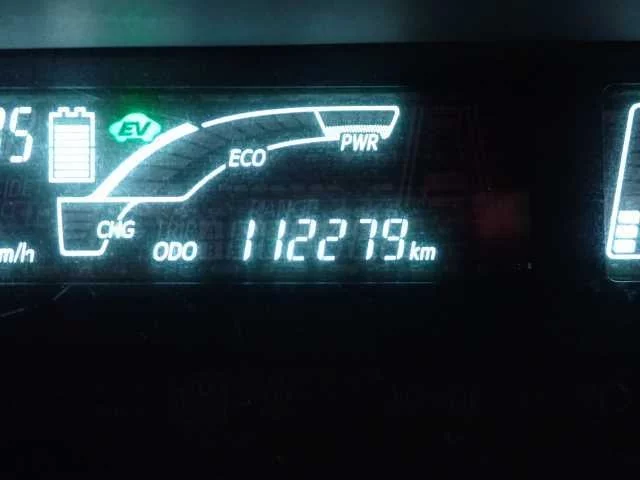 EV
ECO
PWR
CHG
ODO 112279 km
m/h